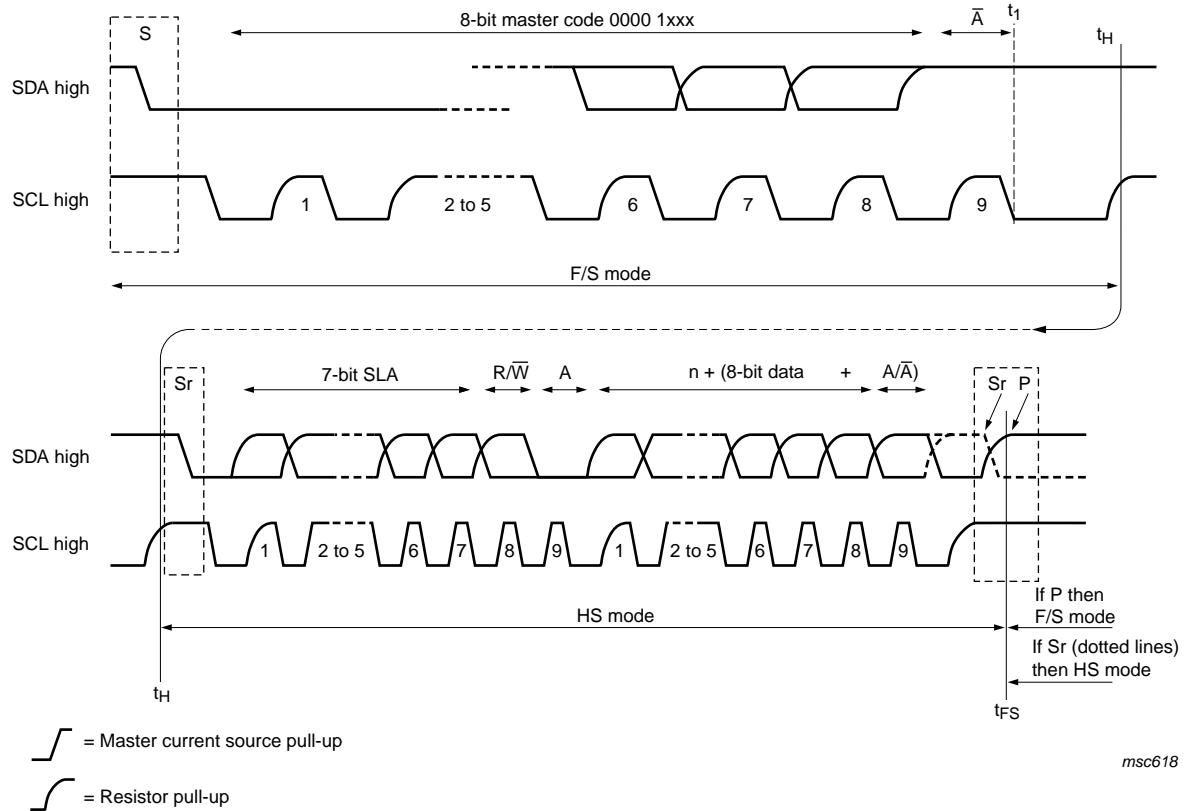 8-bit master code 0000 1xxx
A̅
t1
tH
S
SDA high
SCL high
1
2 to 5
6
7
8
9
F/S mode
Sr
7-bit SLA
R/W̅
A
n + (8-bit data
+
A/A̅)
Sr
P
SDA high
SCL high
1
2 to 5
6
7
8
9
1
2 to 5
6
7
8
9
HS mode
If P then
F/S mode
If Sr (dotted lines)
then HS mode
tH
tFS
= Master current source pull-up
= Resistor pull-up
msc618